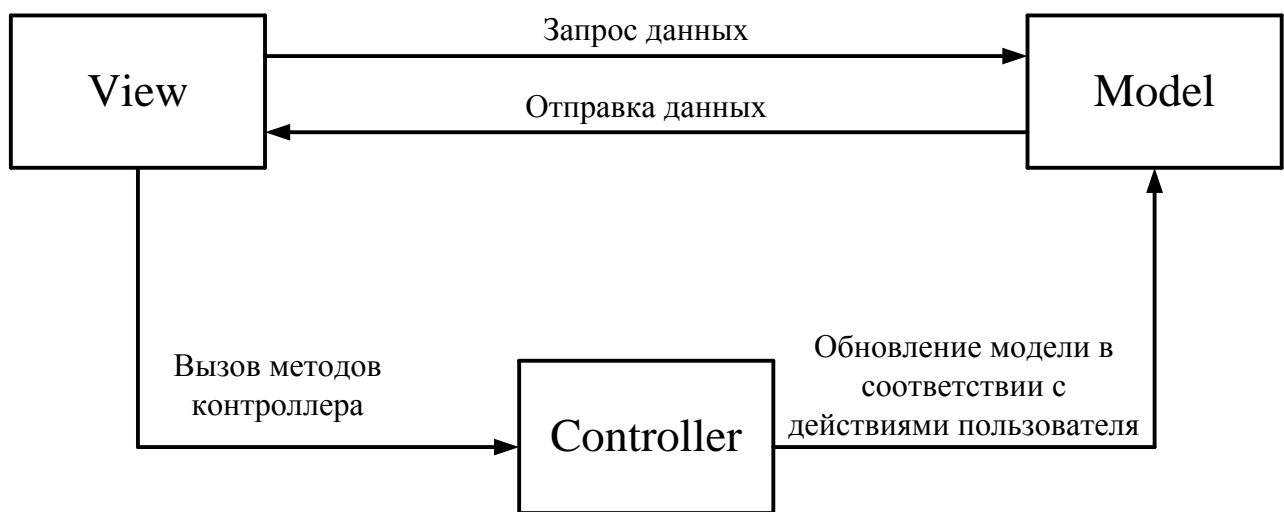 Запрос данных
View
Model
Отправка данных
Вызов методов
контроллера
Controller
Обновление модели в
соответствии с
действиями пользователя